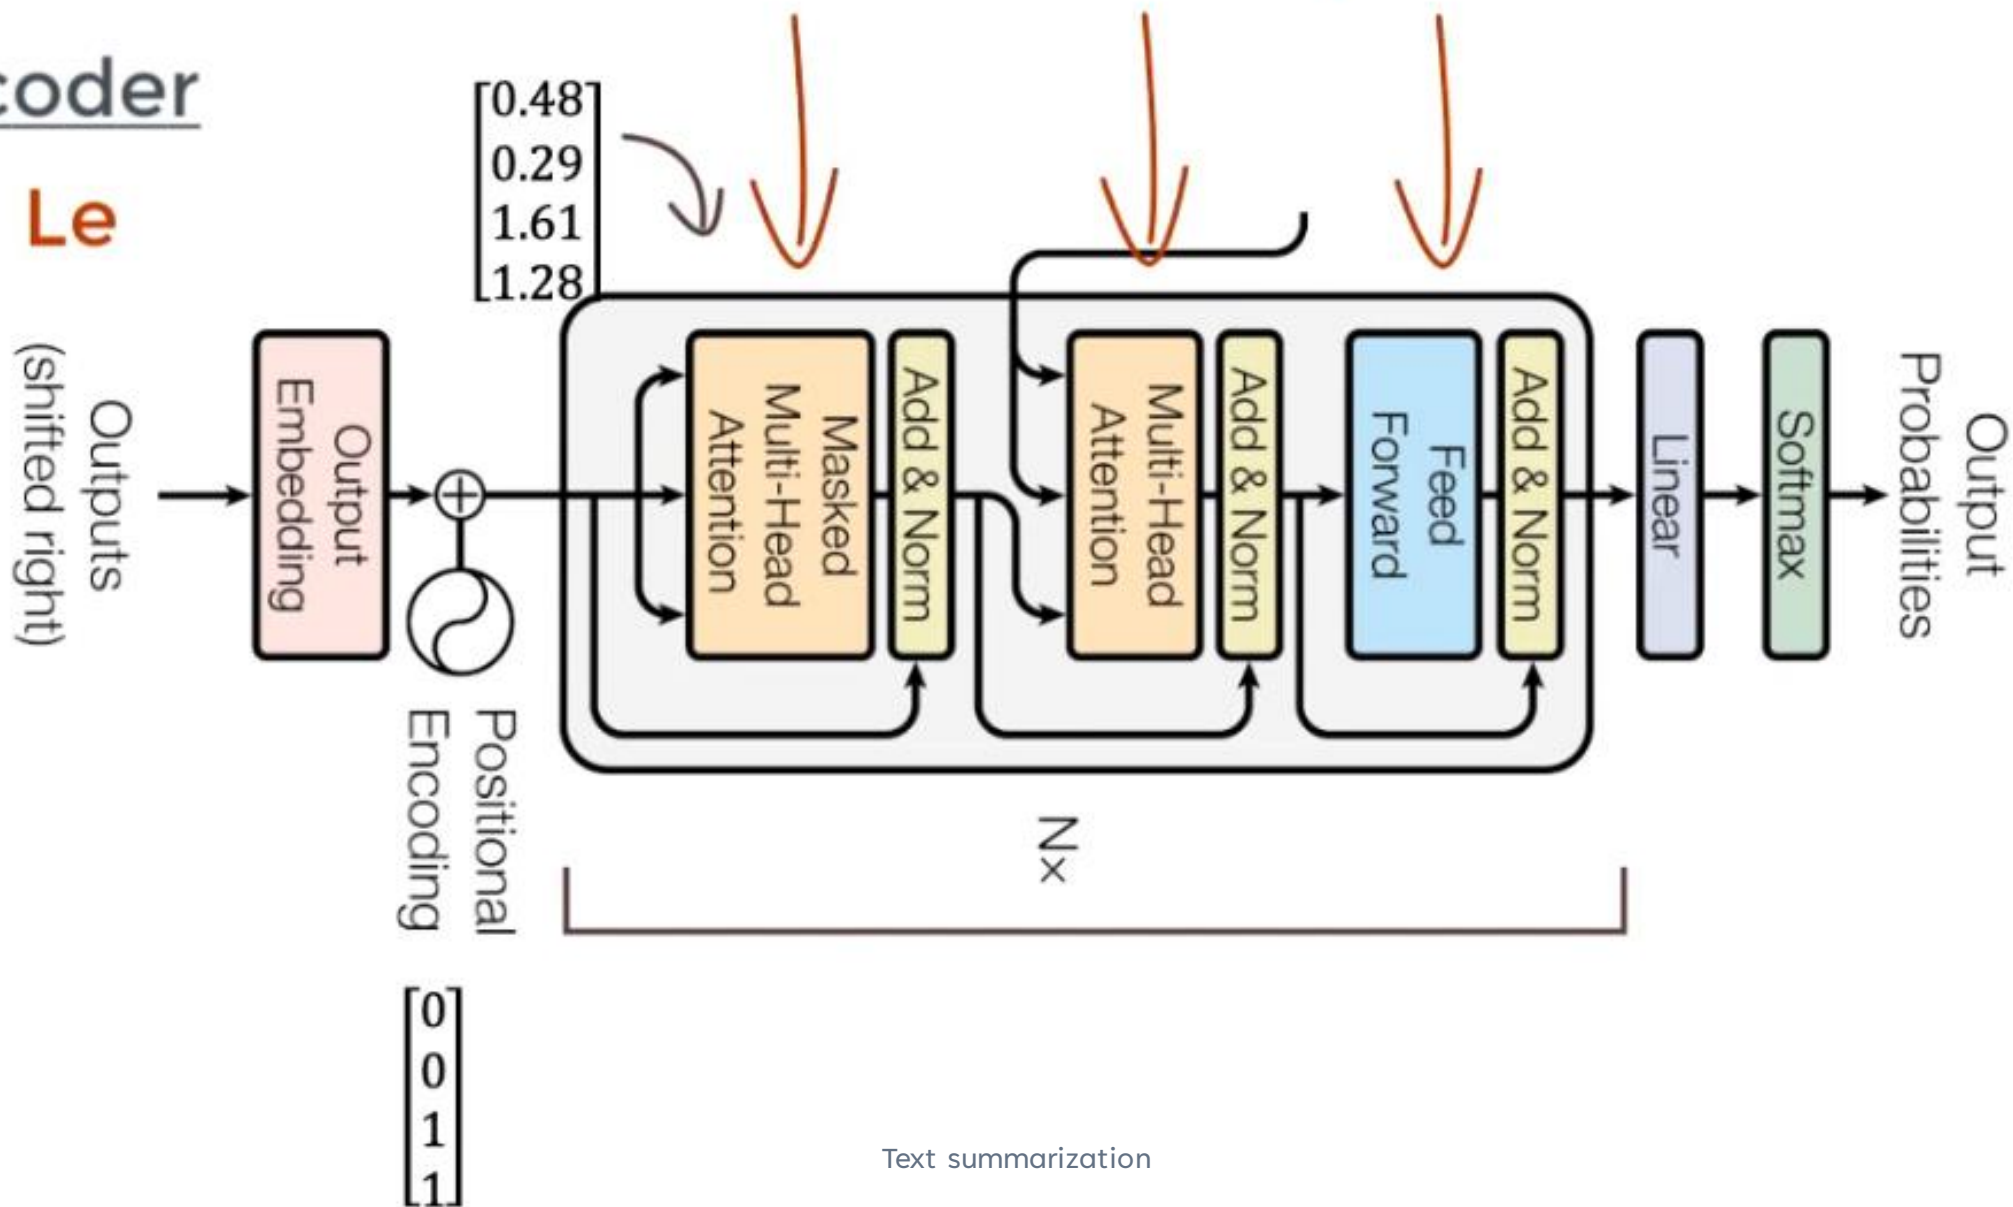 coder
Le
[0.48]
0.29
1.61
[1.28]
Outputs
(shifted right)
Output
Embedding
Positional
Encoding
Masked
Multi-Head
Attention
Add & Norm
Multi-Head
Attention
Add & Norm
Feed
Forward
Add & Norm
Linear
Softmax
Output
Probabilities
N×
[0]
0
1
[1]
Text summarization